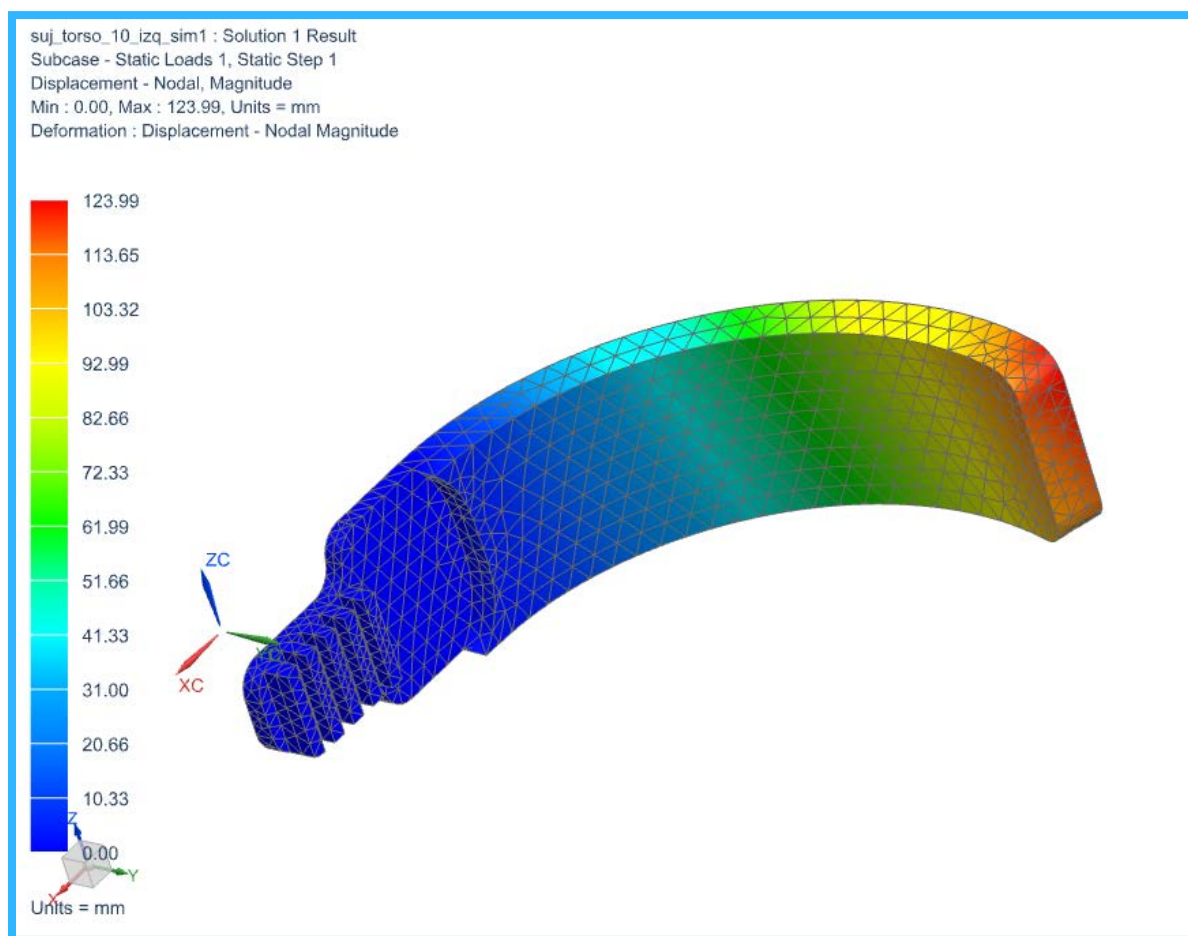 suj_torso_10_izq_sim1 : Solution 1 Result
Subcase - Static Loads 1, Static Step 1
Displacement - Nodal, Magnitude
Min : 0.00, Max : 123.99, Units = mm
Deformation : Displacement - Nodal Magnitude
123.99
113.65
103.32
92.99
82.66
72.33
61.99
51.66
41.33
31.00
20.66
10.33
0.00
ZC
YC
XC
Z
Y
X
Units = mm